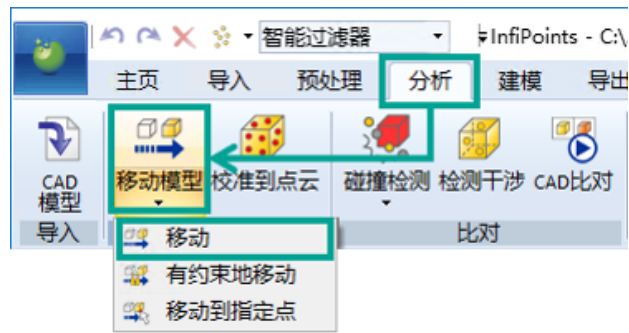 智能过滤器 InfiPoints - C:\
主页 导入 预处理 分析 建模 导出
CAD模型 移动模型 校准到点云 碰撞检测 检测干涉 CAD比对
导入 比对
移动
有约束地移动
移动到指定点